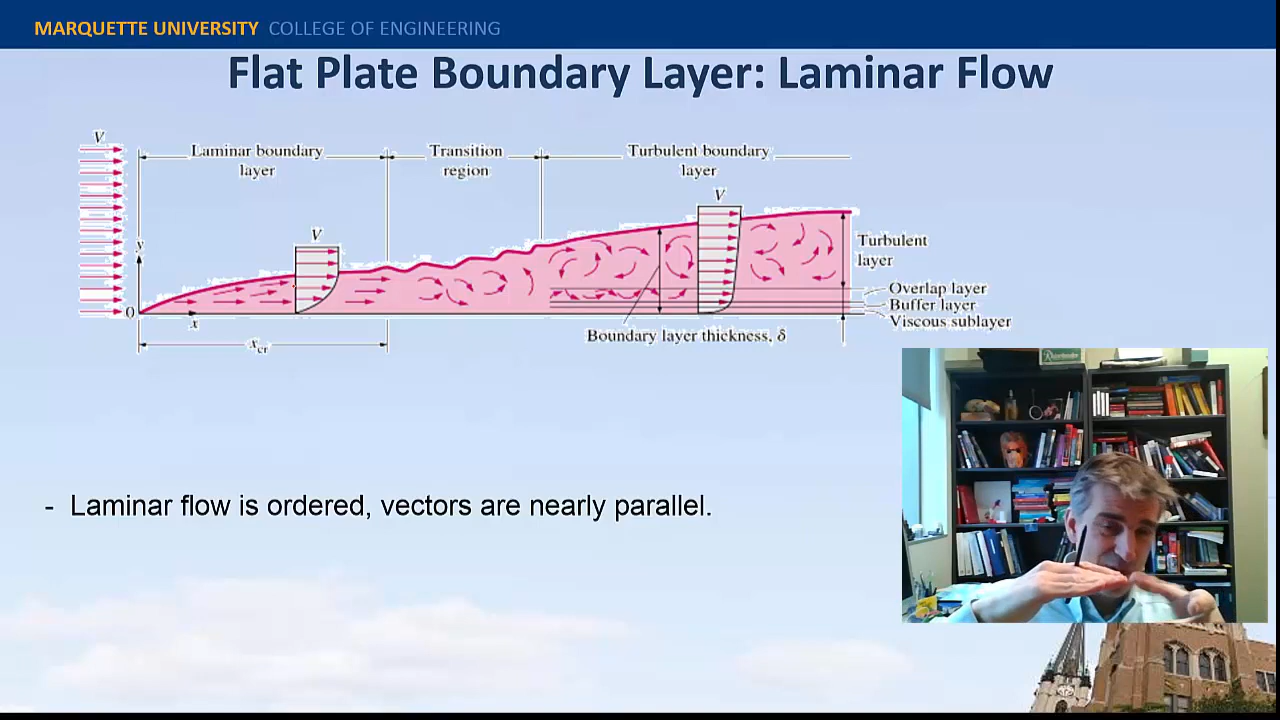 MARQUETTE UNIVERSITY COLLEGE OF ENGINEERING
Flat Plate Boundary Layer: Laminar Flow
V
Laminar boundary
layer
Transition
region
Turbulent boundary
layer
V
V
y
Turbulent
layer
Overlap layer
Buffer layer
Viscous sublayer
0
x
Boundary layer thickness, δ
xcr
- Laminar flow is ordered, vectors are nearly parallel.